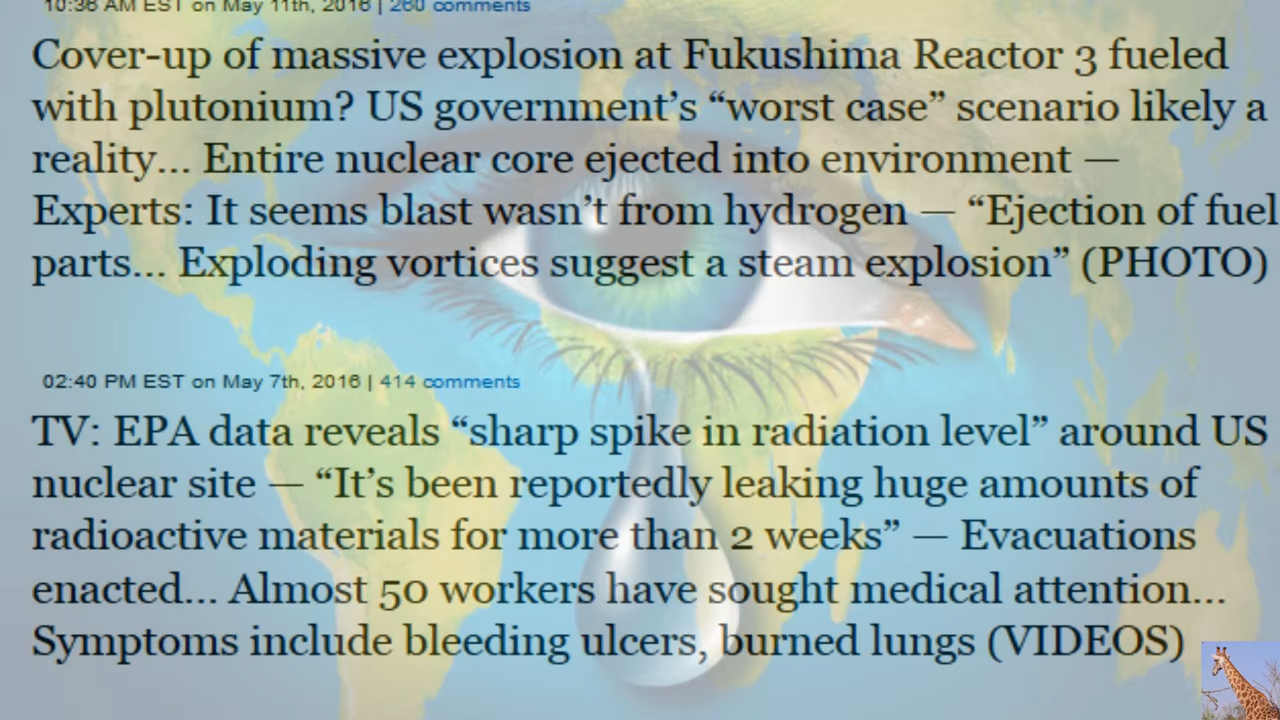 10:36 AM EST on May 11th, 2016 | 260 comments
Cover-up of massive explosion at Fukushima Reactor 3 fueled
with plutonium? US government’s “worst case” scenario likely a
reality... Entire nuclear core ejected into environment —
Experts: It seems blast wasn’t from hydrogen — “Ejection of fuel
parts... Exploding vortices suggest a steam explosion” (PHOTO)
02:40 PM EST on May 7th, 2016 | 414 comments
TV: EPA data reveals “sharp spike in radiation level” around US
nuclear site — “It’s been reportedly leaking huge amounts of
radioactive materials for more than 2 weeks” — Evacuations
enacted... Almost 50 workers have sought medical attention...
Symptoms include bleeding ulcers, burned lungs (VIDEOS)